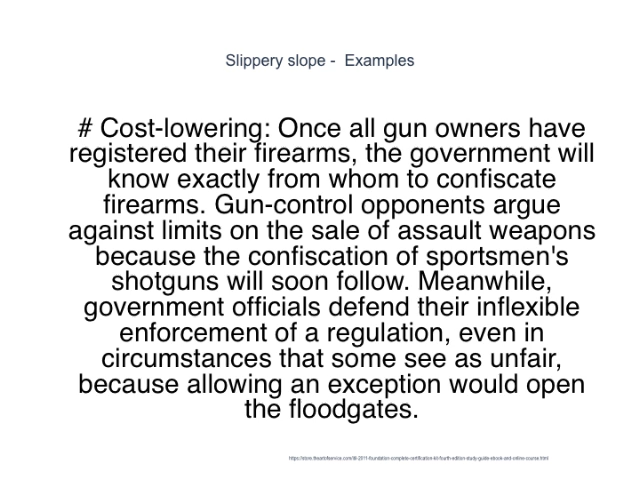 Slippery slope -  Examples
# Cost-lowering: Once all gun owners have
registered their firearms, the government will
know exactly from whom to confiscate
firearms. Gun-control opponents argue
against limits on the sale of assault weapons
because the confiscation of sportsmen's
shotguns will soon follow. Meanwhile,
government officials defend their inflexible
enforcement of a regulation, even in
circumstances that some see as unfair,
because allowing an exception would open
the floodgates.